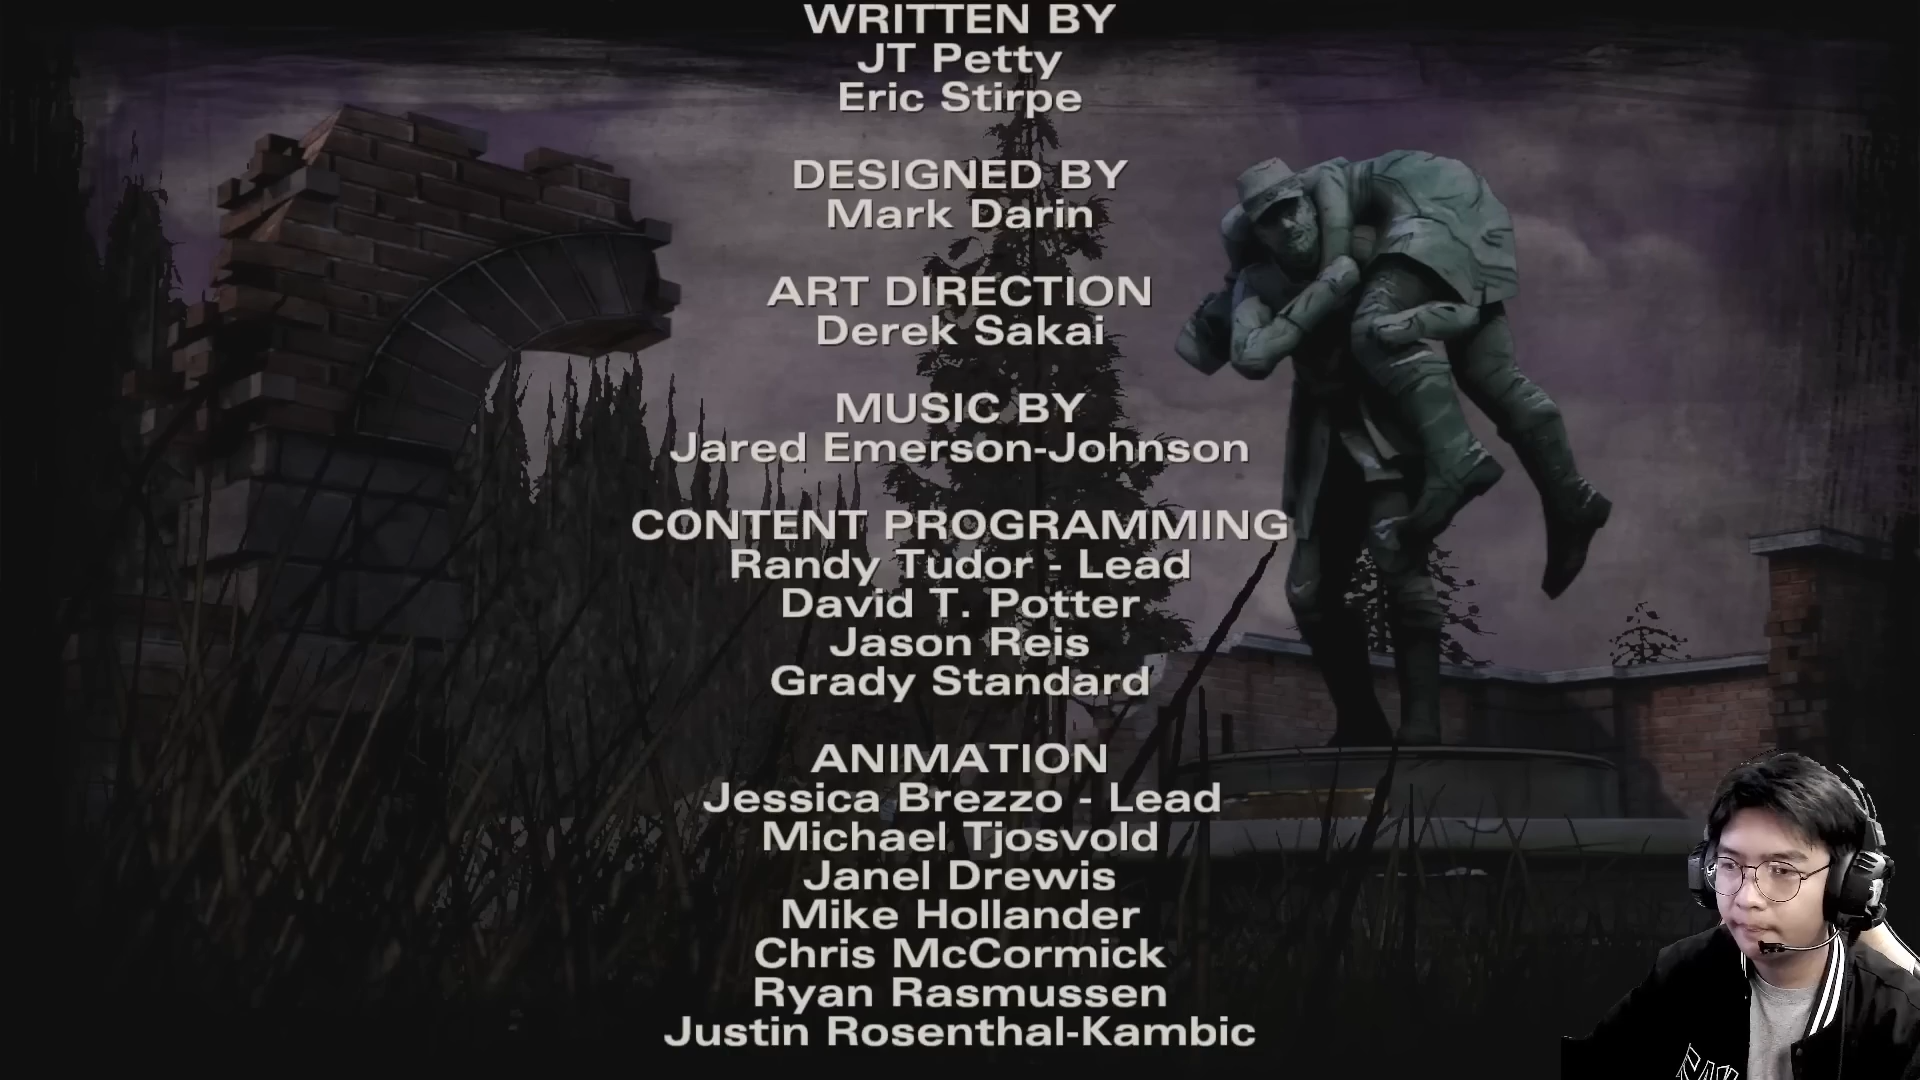 WRITTEN BY
JT Petty
Eric Stirpe
DESIGNED BY
Mark Darin
ART DIRECTION
Derek Sakai
MUSIC BY
Jared Emerson-Johnson
CONTENT PROGRAMMING
Randy Tudor - Lead
David T. Potter
Jason Reis
Grady Standard
ANIMATION
Jessica Brezzo - Lead
Michael Tjosvold
Janel Drewis
Mike Hollander
Chris McCormick
Ryan Rasmussen
Justin Rosenthal-Kambic